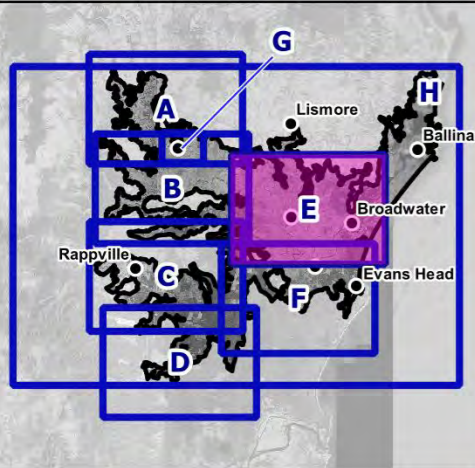 G
A
H
Lismore
Ballina
B
E
Broadwater
Rappville
C
Evans Head
F
D